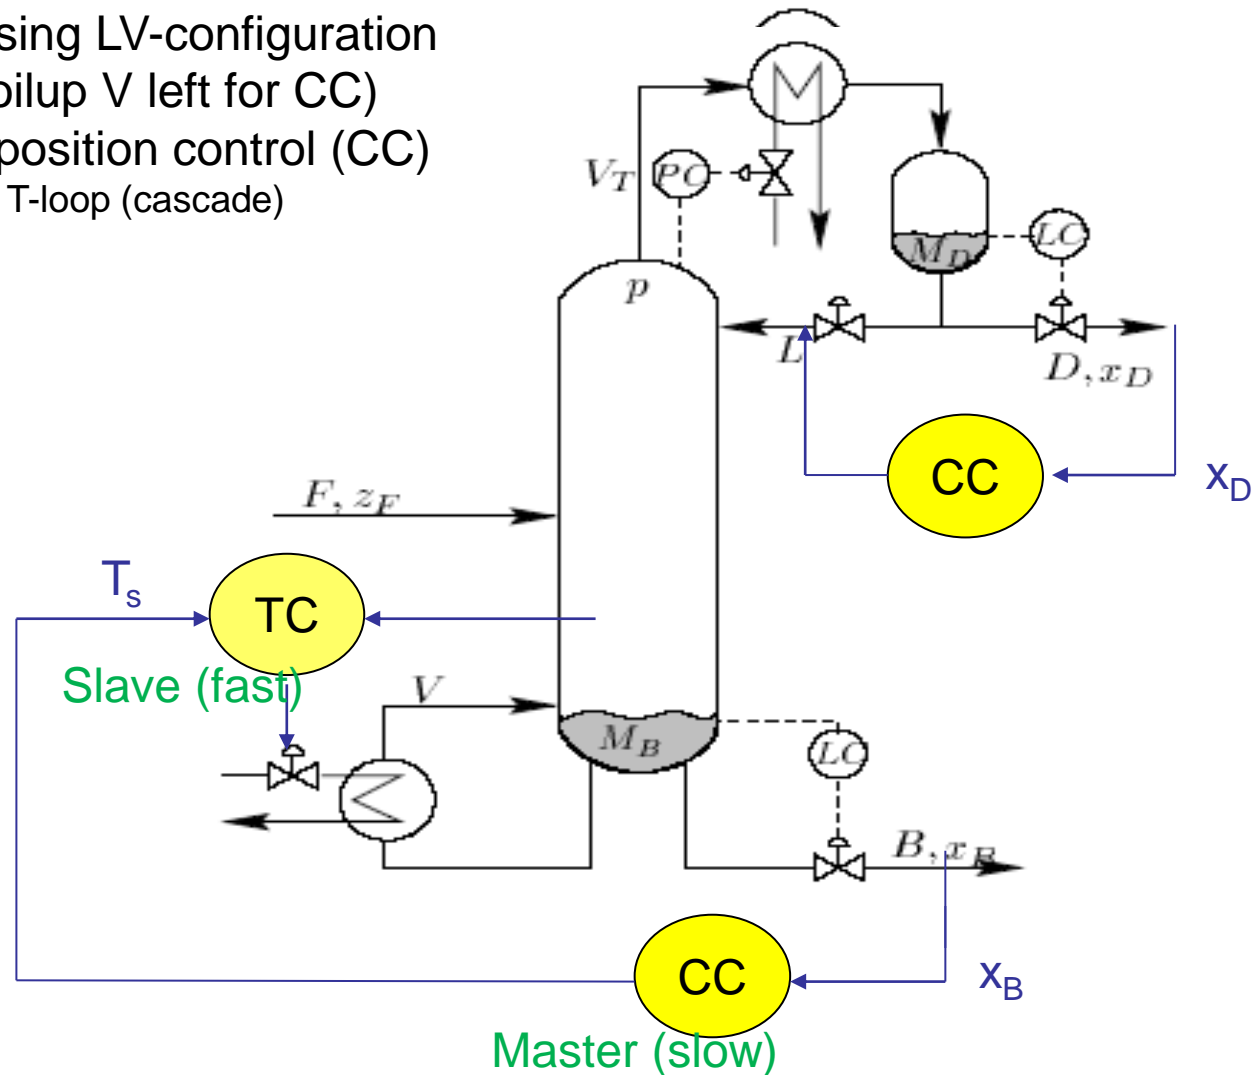 sing LV-configuration
oilup V left for CC)
position control (CC)
T-loop (cascade)
V_T
PC
M_D
LC
p
L
D, x_D
CC
x_D
F, z_F
T_s
TC
Slave (fast)
V
M_B
LC
B, x_B
CC
x_B
Master (slow)